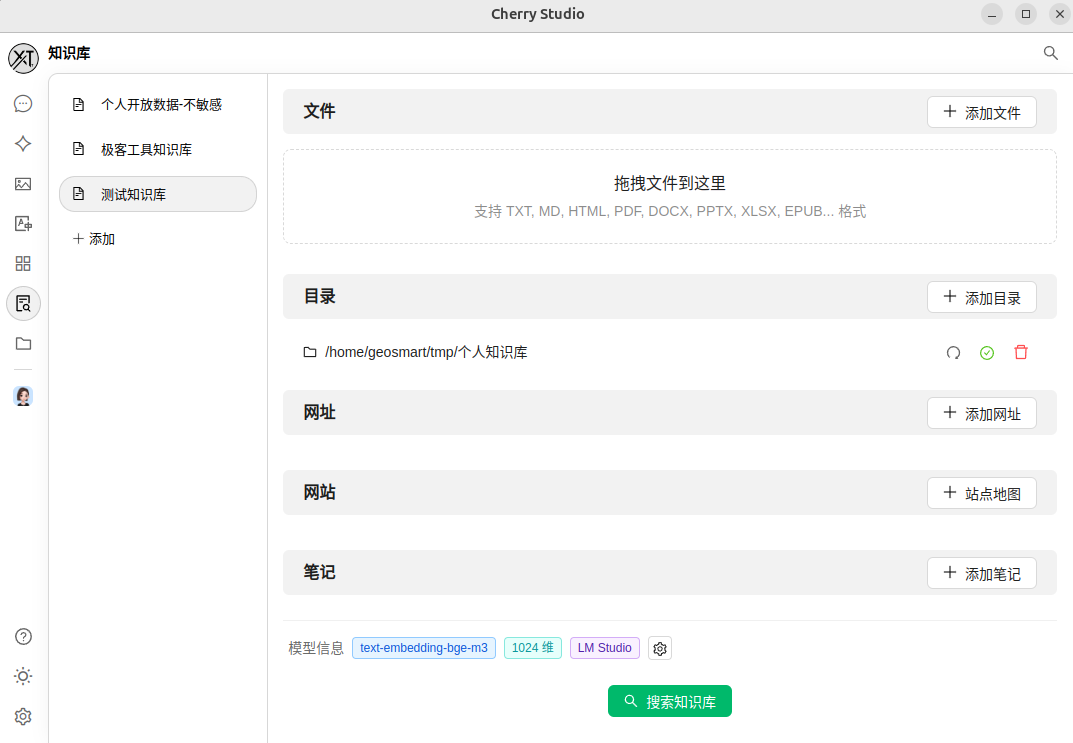 Cherry Studio
知识库
个人开放数据-不敏感
极客工具知识库
测试知识库
添加
文件
添加文件
拖拽文件到这里
支持 TXT, MD, HTML, PDF, DOCX, PPTX, XLSX, EPUB... 格式
目录
添加目录
/home/geosmart/tmp/个人知识库
网址
添加网址
网站
站点地图
笔记
添加笔记
模型信息 text-embedding-bge-m3 1024 维 LM Studio
搜索知识库